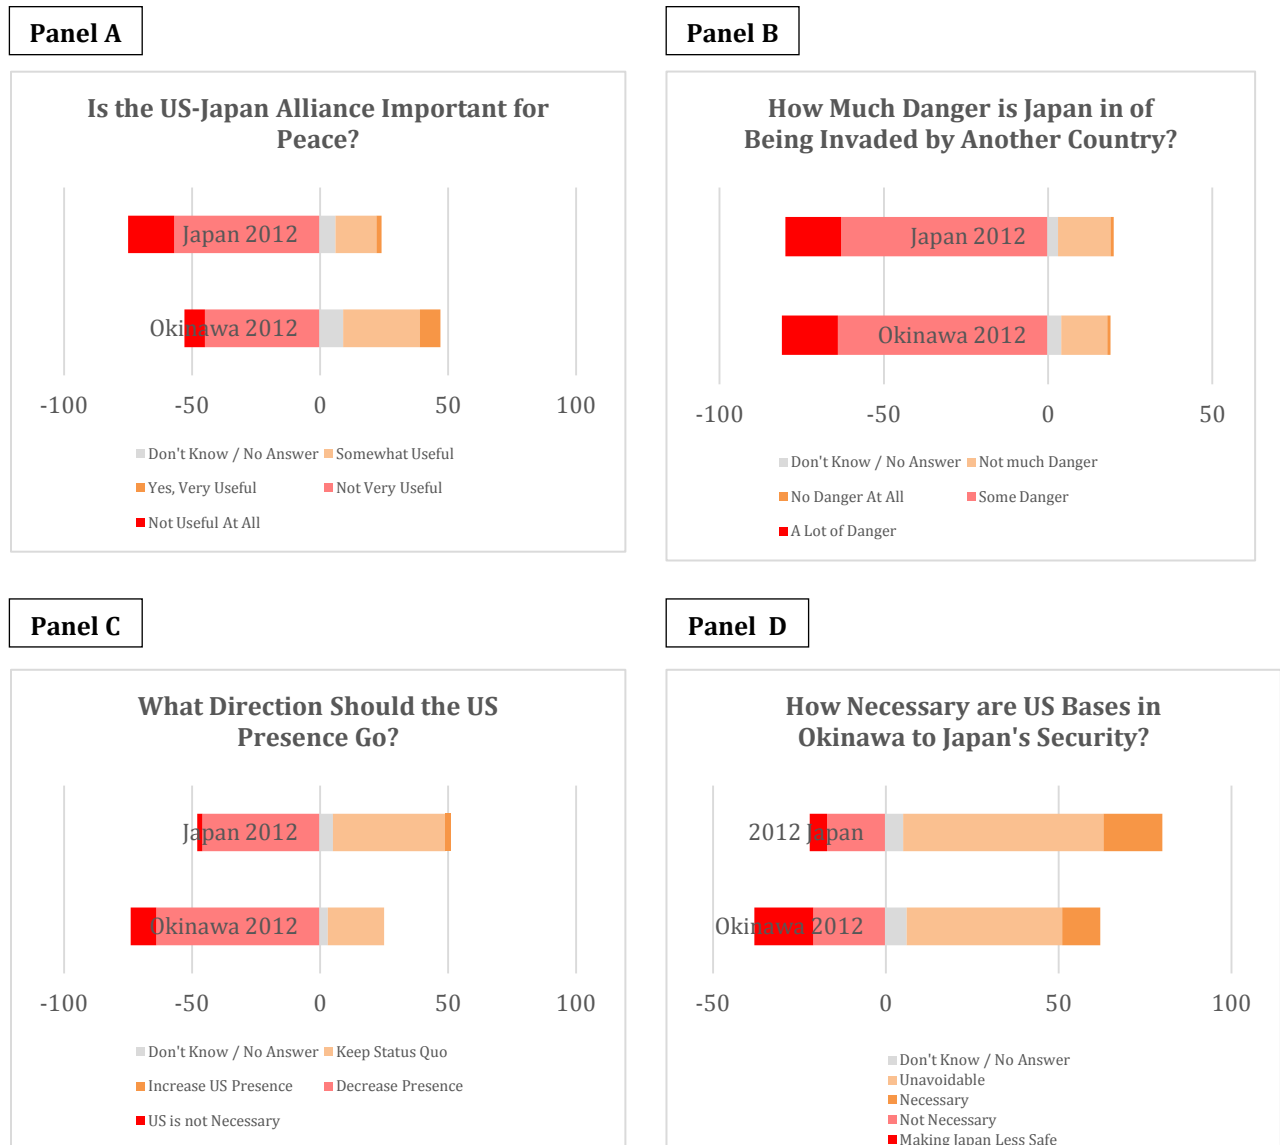 Panel A
Is the US-Japan Alliance Important for
Peace?
Japan 2012
Okinawa 2012
-100 -50 0 50 100
Don't Know / No Answer Somewhat Useful
Yes, Very Useful Not Very Useful
Not Useful At All
Panel B
How Much Danger is Japan in of
Being Invaded by Another Country?
Japan 2012
Okinawa 2012
-100 -50 0 50
Don't Know / No Answer Not much Danger
No Danger At All Some Danger
A Lot of Danger
Panel C
What Direction Should the US
Presence Go?
Japan 2012
Okinawa 2012
-100 -50 0 50 100
Don't Know / No Answer Keep Status Quo
Increase US Presence Decrease Presence
US is not Necessary
Panel D
How Necessary are US Bases in
Okinawa to Japan's Security?
2012 Japan
Okinawa 2012
-50 0 50 100
Don't Know / No Answer
Unavoidable
Necessary
Not Necessary
Making Japan Less Safe